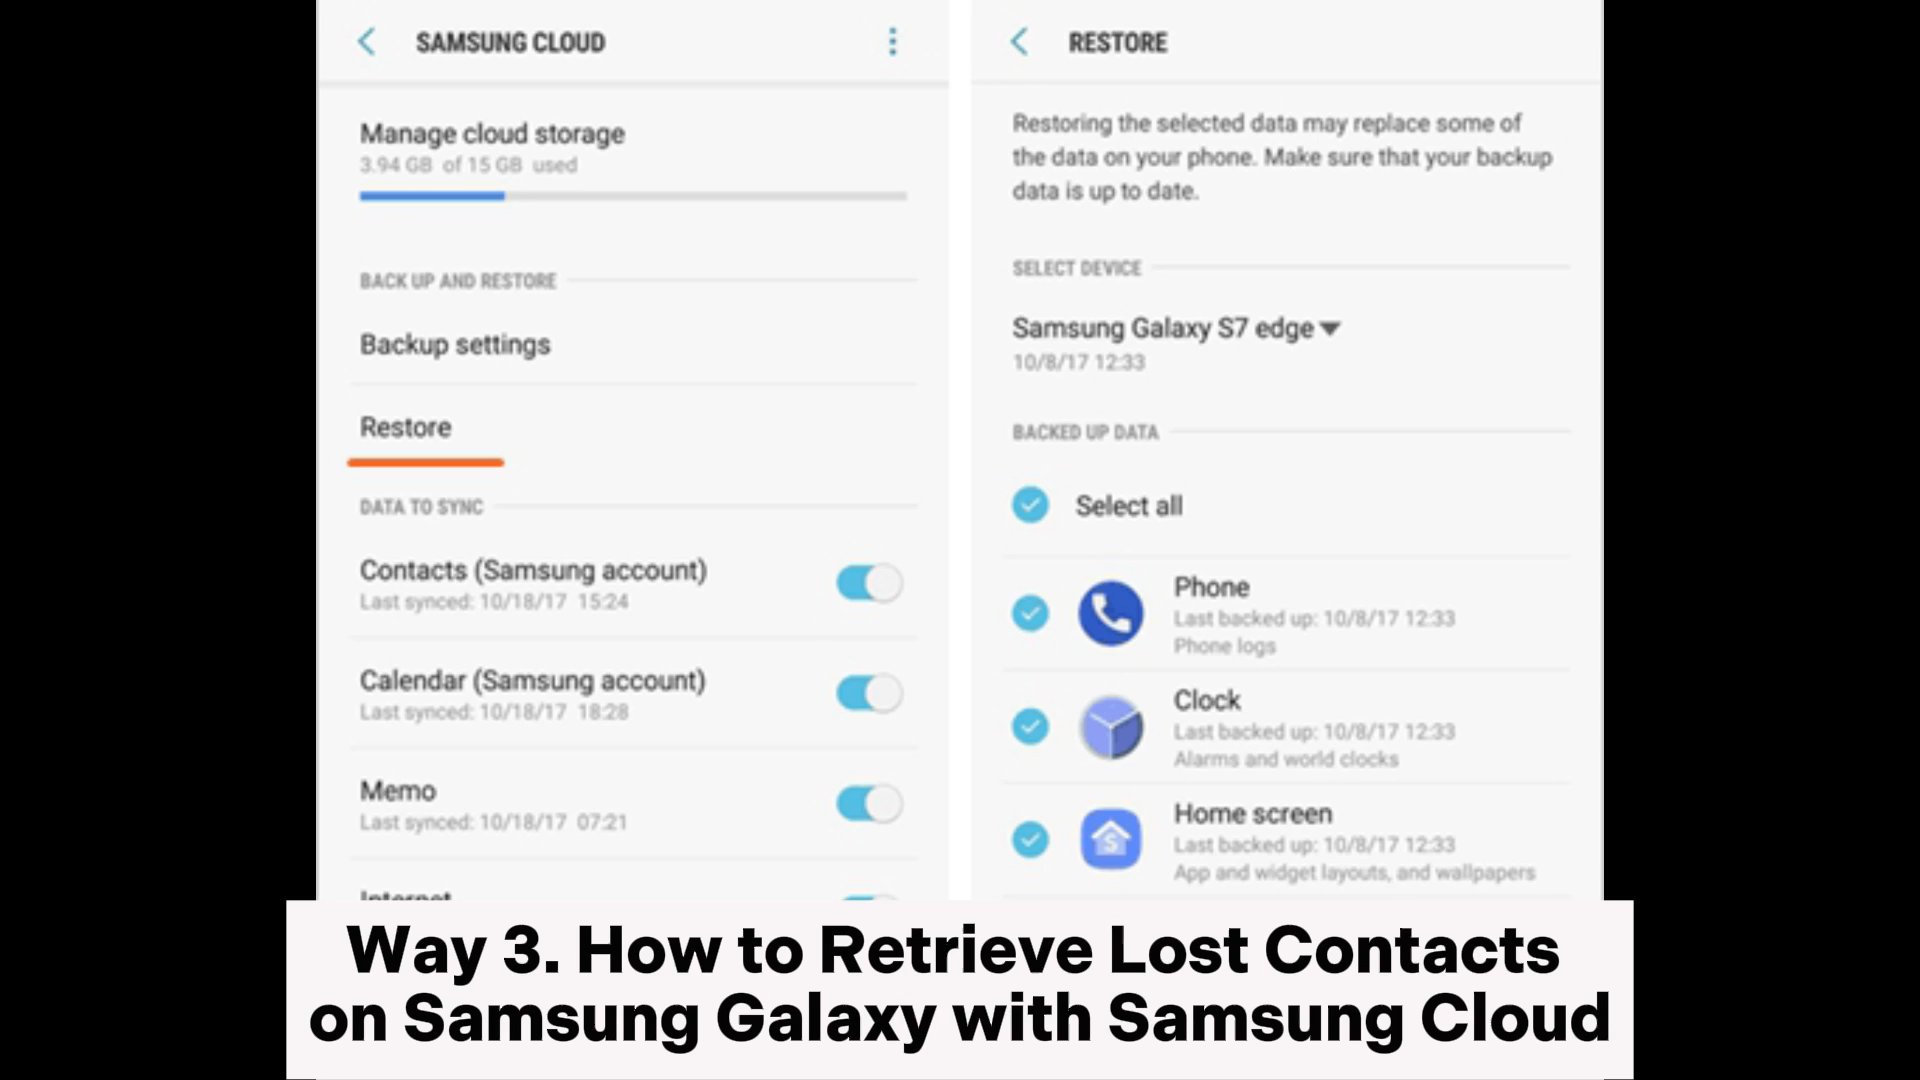 SAMSUNG CLOUD
Manage cloud storage
3.94 GB of 15 GB used
BACK UP AND RESTORE
Backup settings
Restore
DATA TO SYNC
Contacts (Samsung account)
Last synced: 10/18/17 15:24
Calendar (Samsung account)
Last synced: 10/18/17 18:28
Memo
Last synced: 10/18/17 07:21
Internet
RESTORE
Restoring the selected data may replace some of
the data on your phone. Make sure that your backup
data is up to date.
SELECT DEVICE
Samsung Galaxy S7 edge
10/8/17 12:33
BACKED UP DATA
Select all
Phone
Last backed up: 10/8/17 12:33
Phone logs
Clock
Last backed up: 10/8/17 12:33
Alarms and world clocks
Home screen
Last backed up: 10/8/17 12:33
App and widget layouts, and wallpapers
Way 3. How to Retrieve Lost Contacts
on Samsung Galaxy with Samsung Cloud